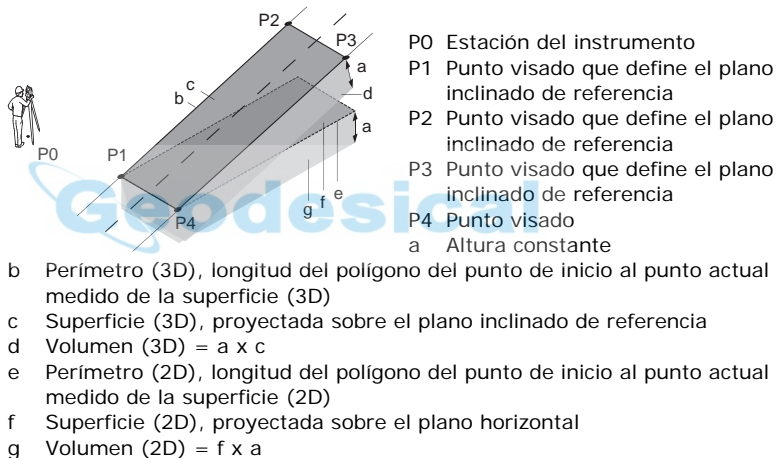 P2
P3
a
c
d
b
a
P0
P1
P4
g
f
e
Geodesical
P0 Estación del instrumento
P1 Punto visado que define el plano
inclinado de referencia
P2 Punto visado que define el plano
inclinado de referencia
P3 Punto visado que define el plano
inclinado de referencia
P4 Punto visado
a Altura constante
b Perímetro (3D), longitud del polígono del punto de inicio al punto actual
medido de la superficie (3D)
c Superficie (3D), proyectada sobre el plano inclinado de referencia
d Volumen (3D) = a x c
e Perímetro (2D), longitud del polígono del punto de inicio al punto actual
medido de la superficie (2D)
f Superficie (2D), proyectada sobre el plano horizontal
g Volumen (2D) = f x a